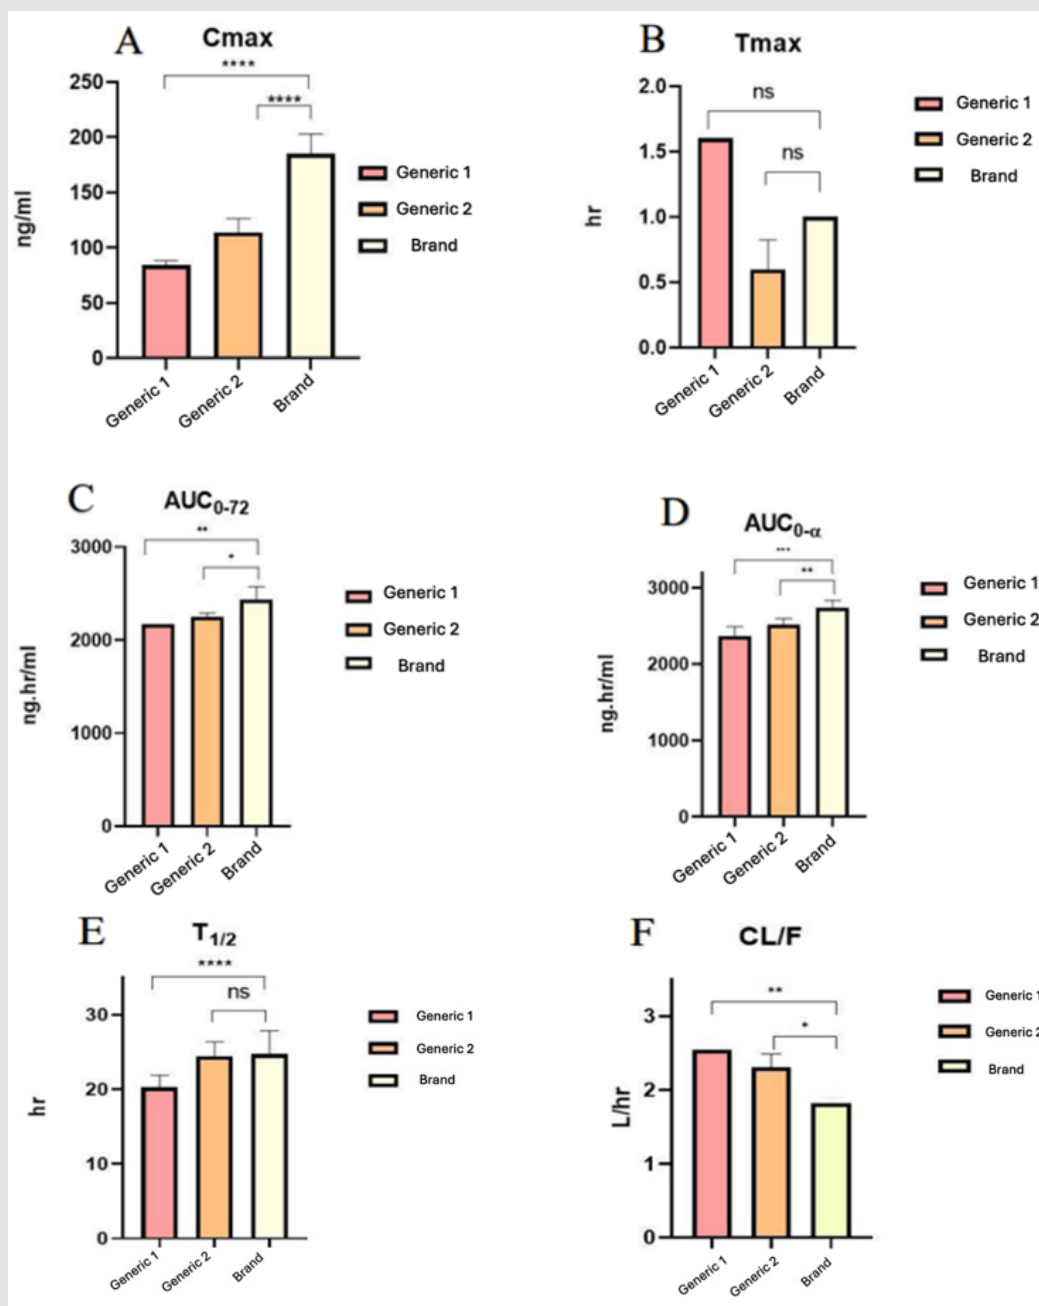 A
Cmax
****
****
250
200
150
100
50
0
ng/ml
Generic 1
Generic 2
Brand
Generic 1
Generic 2
Brand
B
Tmax
ns
ns
2.0
1.5
1.0
0.5
0.0
hr
Generic 1
Generic 2
Brand
Generic 1
Generic 2
Brand
C
AUC0-72
**
*
3000
2000
1000
0
ng.hr/ml
Generic 1
Generic 2
Brand
Generic 1
Generic 2
Brand
D
AUC0-α
***
**
3000
2000
1000
0
ng.hr/ml
Generic 1
Generic 2
Brand
Generic 1
Generic 2
Brand
E
T1/2
****
ns
30
20
10
0
hr
Generic 1
Generic 2
Brand
Generic 1
Generic 2
Brand
F
CL/F
**
*
3
2
1
0
L/hr
Generic 1
Generic 2
Brand
Generic 1
Generic 2
Brand